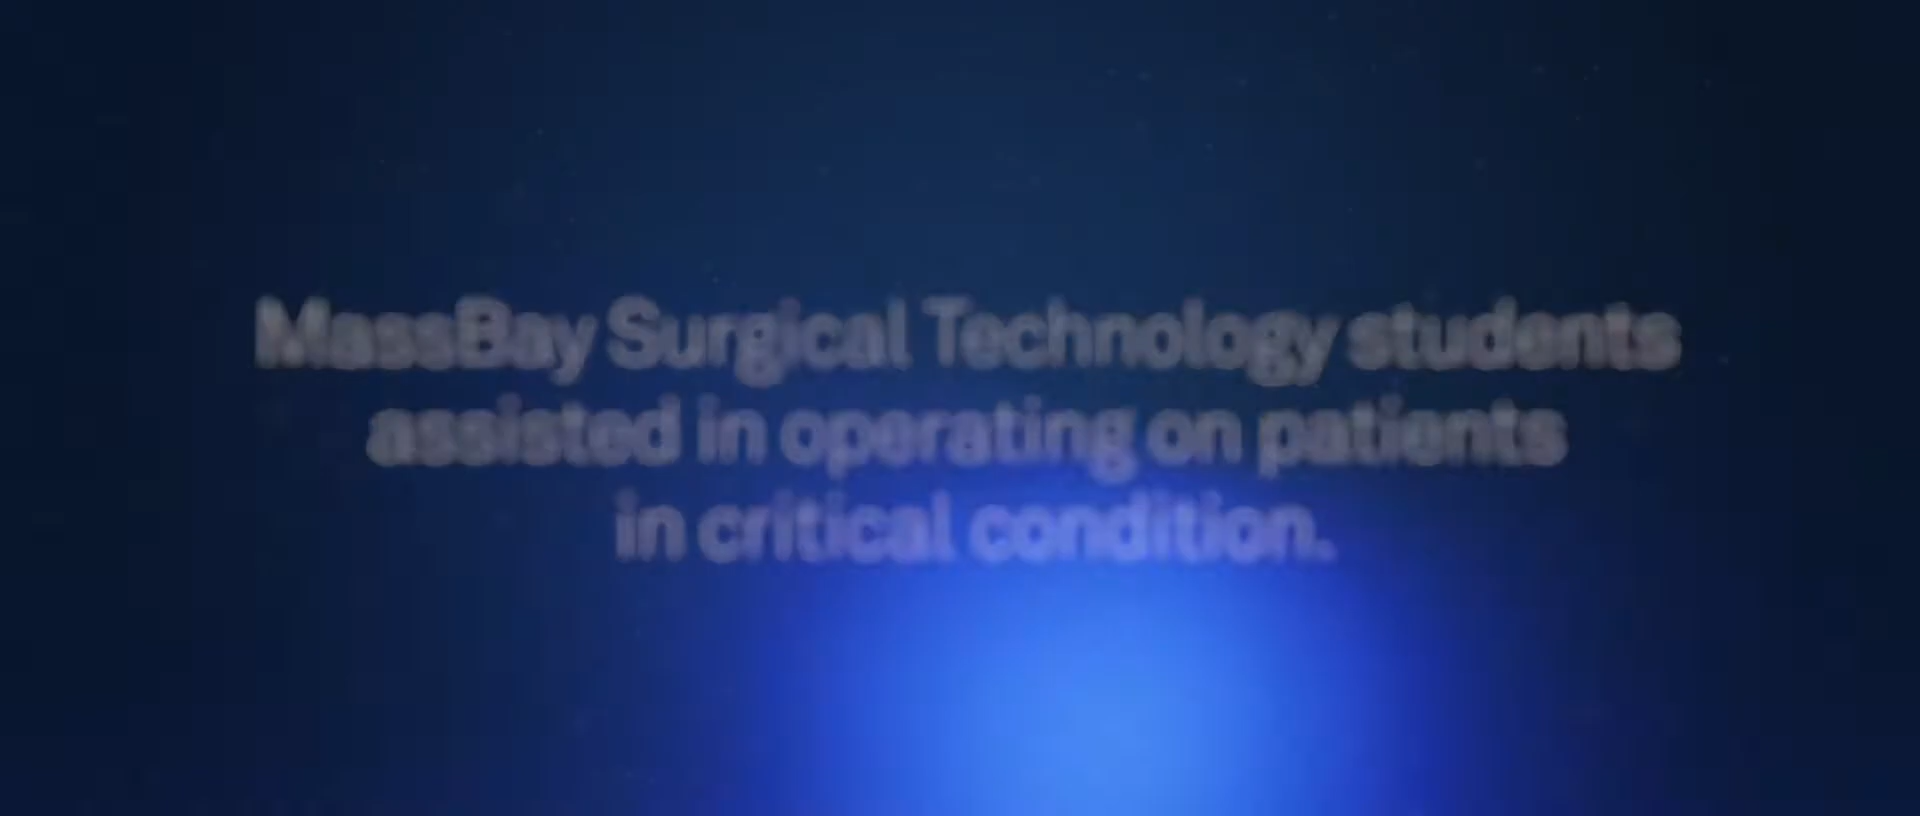 MassBay Surgical Technology students
assisted in operating on patients
in critical condition.